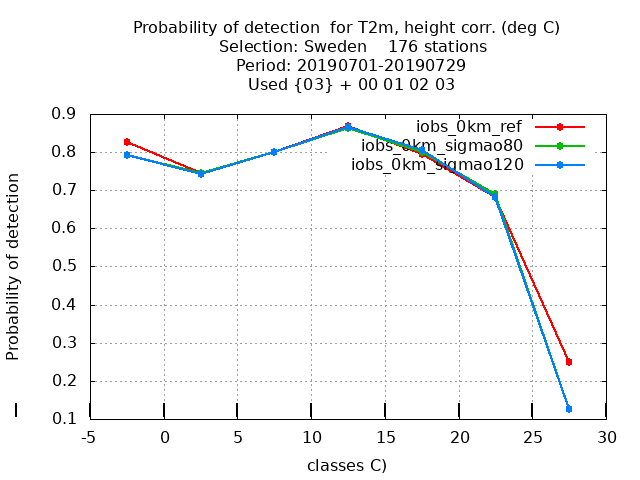 Probability of detection  for T2m, height corr. (deg C)
Selection: Sweden    176 stations
Period: 20190701-20190729
Used {03} + 00 01 02 03
iobs_0km_ref
iobs_0km_sigmao80
iobs_0km_sigmao120
Probability of detection
0.9
0.8
0.7
0.6
0.5
0.4
0.3
0.2
0.1
-5
0
5
10
15
20
25
30
classes C)